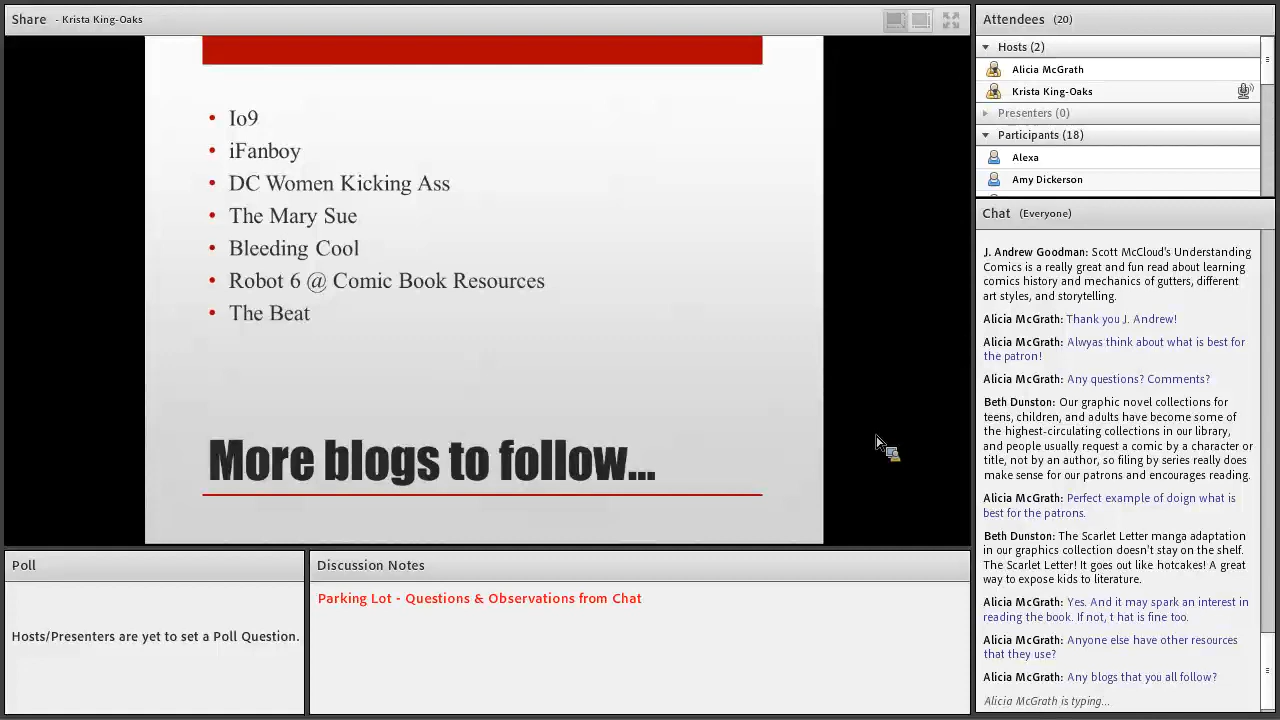 Share - Krista King-Oaks
• Io9
• iFanboy
• DC Women Kicking Ass
• The Mary Sue
• Bleeding Cool
• Robot 6 @ Comic Book Resources
• The Beat
More blogs to follow...
Poll
Hosts/Presenters are yet to set a Poll Question.
Discussion Notes
Parking Lot - Questions & Observations from Chat
Attendees (20)
Hosts (2)
Alicia McGrath
Krista King-Oaks
Presenters (0)
Participants (18)
Alexa
Amy Dickerson
Chat (Everyone)
J. Andrew Goodman: Scott McCloud's Understanding
Comics is a really great and fun read about learning
comics history and mechanics of gutters, different
art styles, and storytelling.
Alicia McGrath: Thank you J. Andrew!
Alicia McGrath: Alwyas think about what is best for
the patron!
Alicia McGrath: Any questions? Comments?
Beth Dunston: Our graphic novel collections for
teens, children, and adults have become some of
the highest-circulating collections in our library,
and people usually request a comic by a character or
title, not by an author, so filing by series really does
make sense for our patrons and encourages reading.
Alicia McGrath: Perfect example of doign what is
best for the patrons.
Beth Dunston: The Scarlet Letter manga adaptation
in our graphics collection doesn't stay on the shelf.
The Scarlet Letter! It goes out like hotcakes! A great
way to expose kids to literature.
Alicia McGrath: Yes. And it may spark an interest in
reading the book. If not, t hat is fine too.
Alicia McGrath: Anyone else have other resources
that they use?
Alicia McGrath: Any blogs that you all follow?
Alicia McGrath is typing...